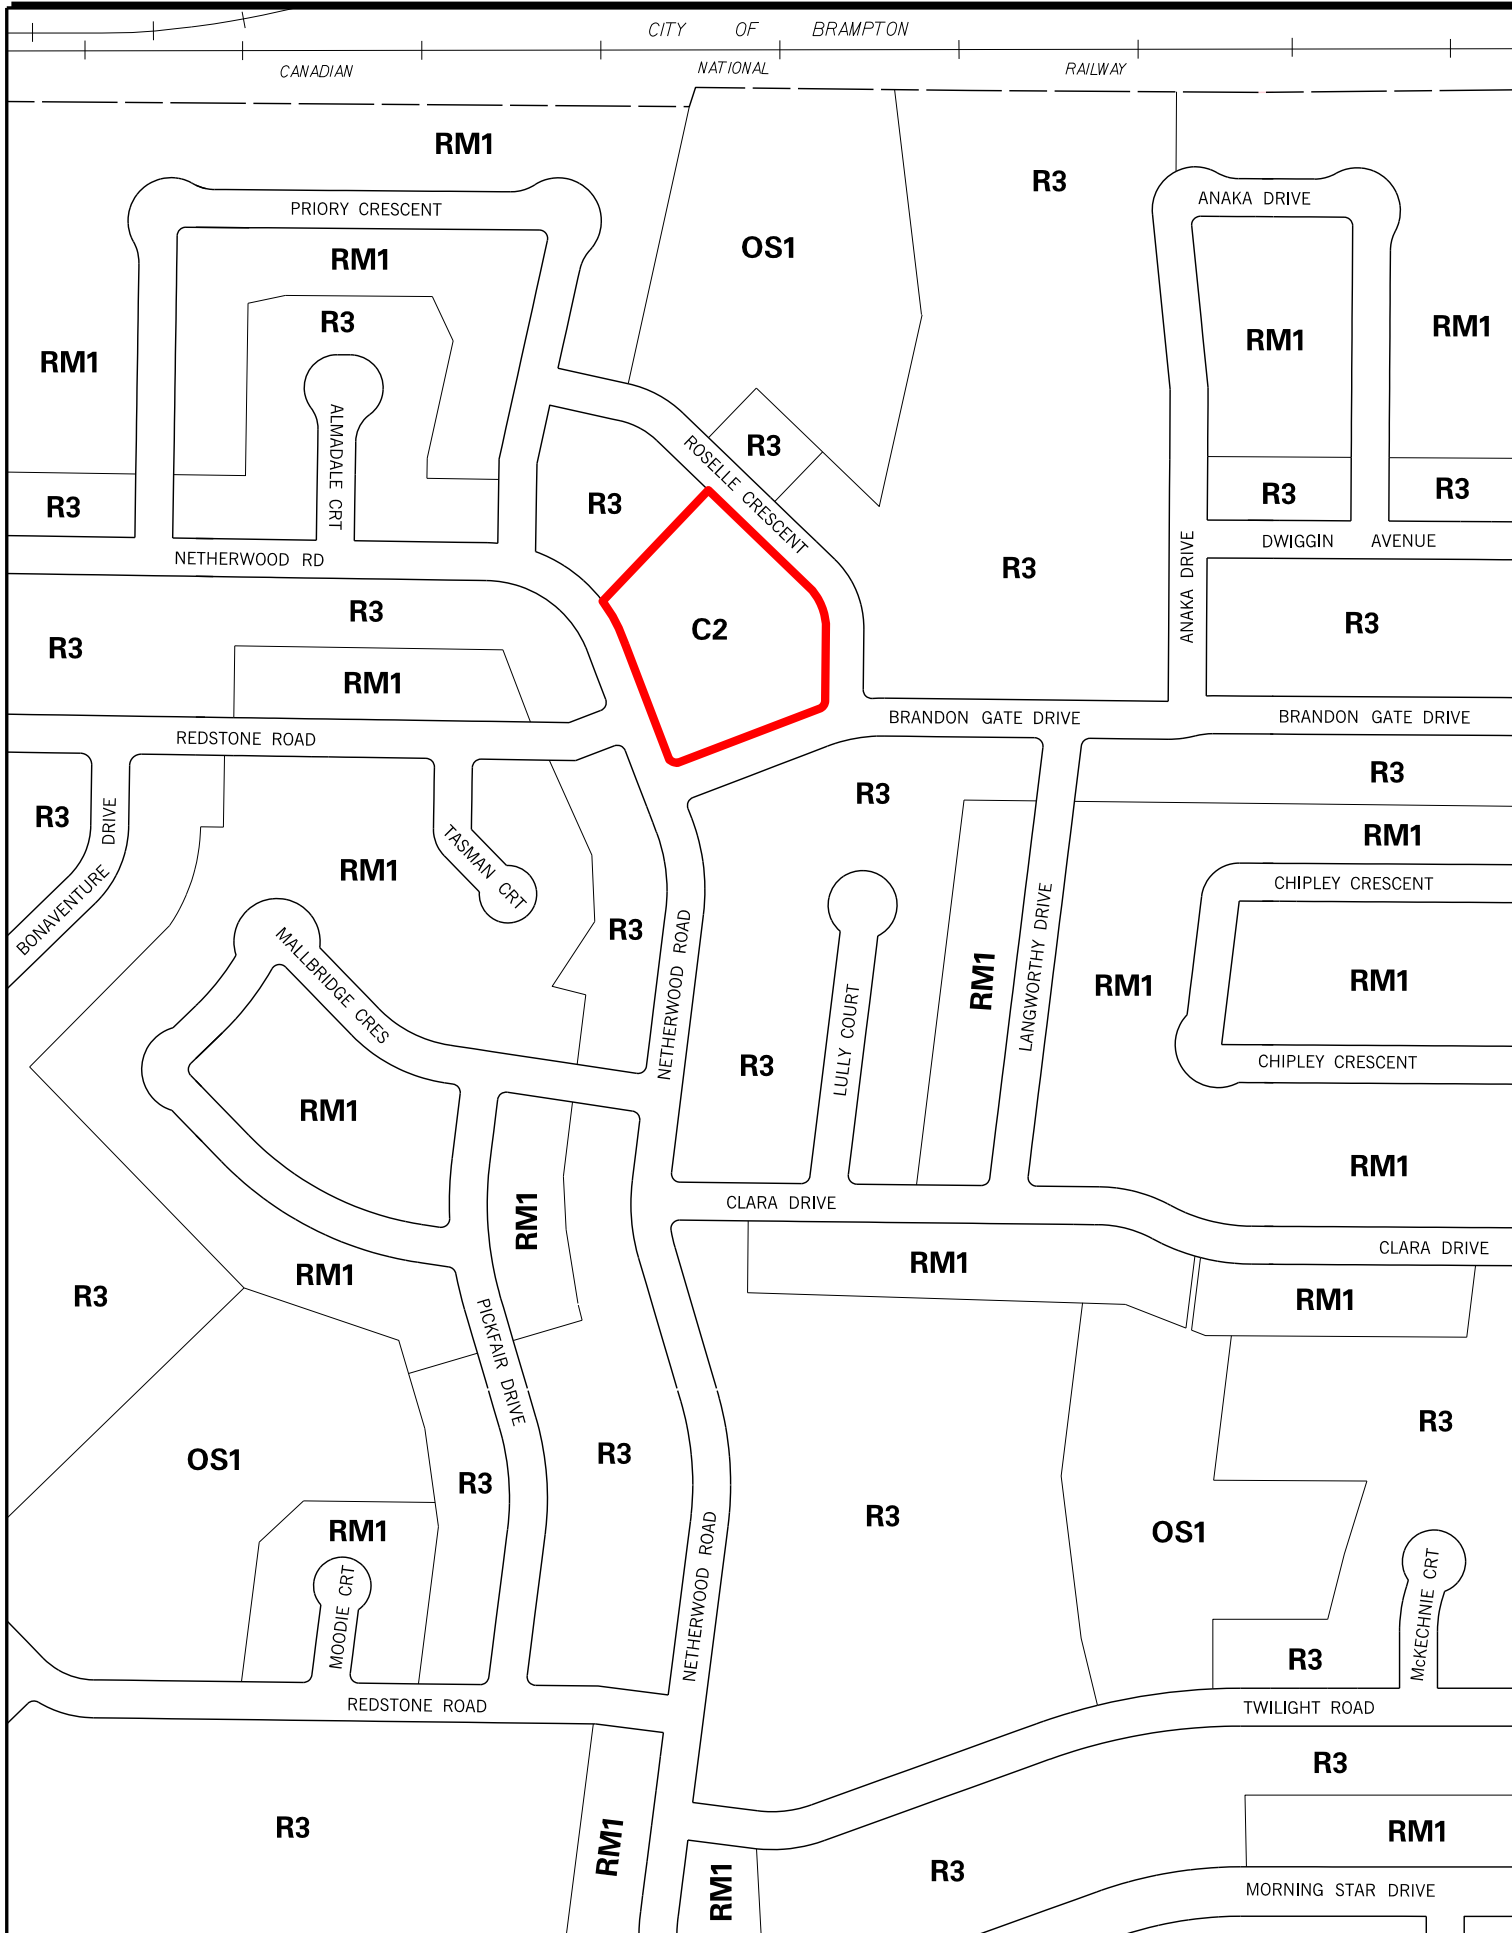 CITY OF BRAMPTON
CANADIAN NATIONAL RAILWAY
RM1
R3
ANAKA DRIVE
PRIORY CRESCENT
OS1
RM1
R3
RM1
RM1
RM1
ALMADALE CRT
ROSELLE CRESCENT
R3
R3
R3
R3
R3
DWIGGIN AVENUE
NETHERWOOD RD
R3
ANAKA DRIVE
R3
R3
C2
R3
RM1
BRANDON GATE DRIVE
BRANDON GATE DRIVE
REDSTONE ROAD
R3
R3
R3
BONAVENTURE DRIVE
RM1
TASMAN CRT
RM1
CHIPLEY CRESCENT
R3
MALLBRIDGE CRES
NETHERWOOD ROAD
LULLY COURT
RM1
LANGWORTHY DRIVE
RM1
RM1
R3
CHIPLEY CRESCENT
RM1
RM1
RM1
CLARA DRIVE
CLARA DRIVE
RM1
RM1
R3
RM1
PICKFAIR DRIVE
R3
OS1
R3
R3
RM1
R3
OS1
NETHERWOOD ROAD
MOODIE CRT
McKECHNIE CRT
R3
REDSTONE ROAD
TWILIGHT ROAD
R3
R3
RM1
RM1
R3
RM1
MORNING STAR DRIVE